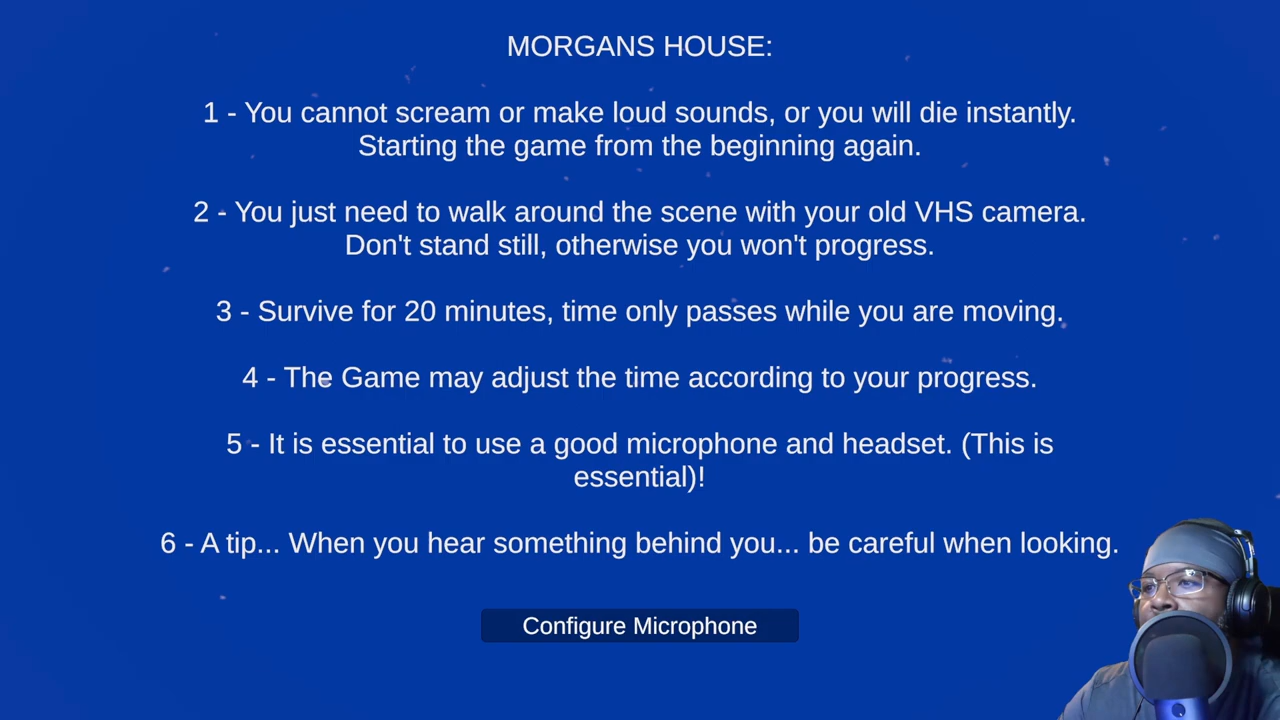 MORGANS HOUSE:
1 - You cannot scream or make loud sounds, or you will die instantly.
Starting the game from the beginning again.
2 - You just need to walk around the scene with your old VHS camera.
Don't stand still, otherwise you won't progress.
3 - Survive for 20 minutes, time only passes while you are moving.
4 - The Game may adjust the time according to your progress.
5 - It is essential to use a good microphone and headset. (This is
essential)!
6 - A tip... When you hear something behind you... be careful when looking.
Configure Microphone